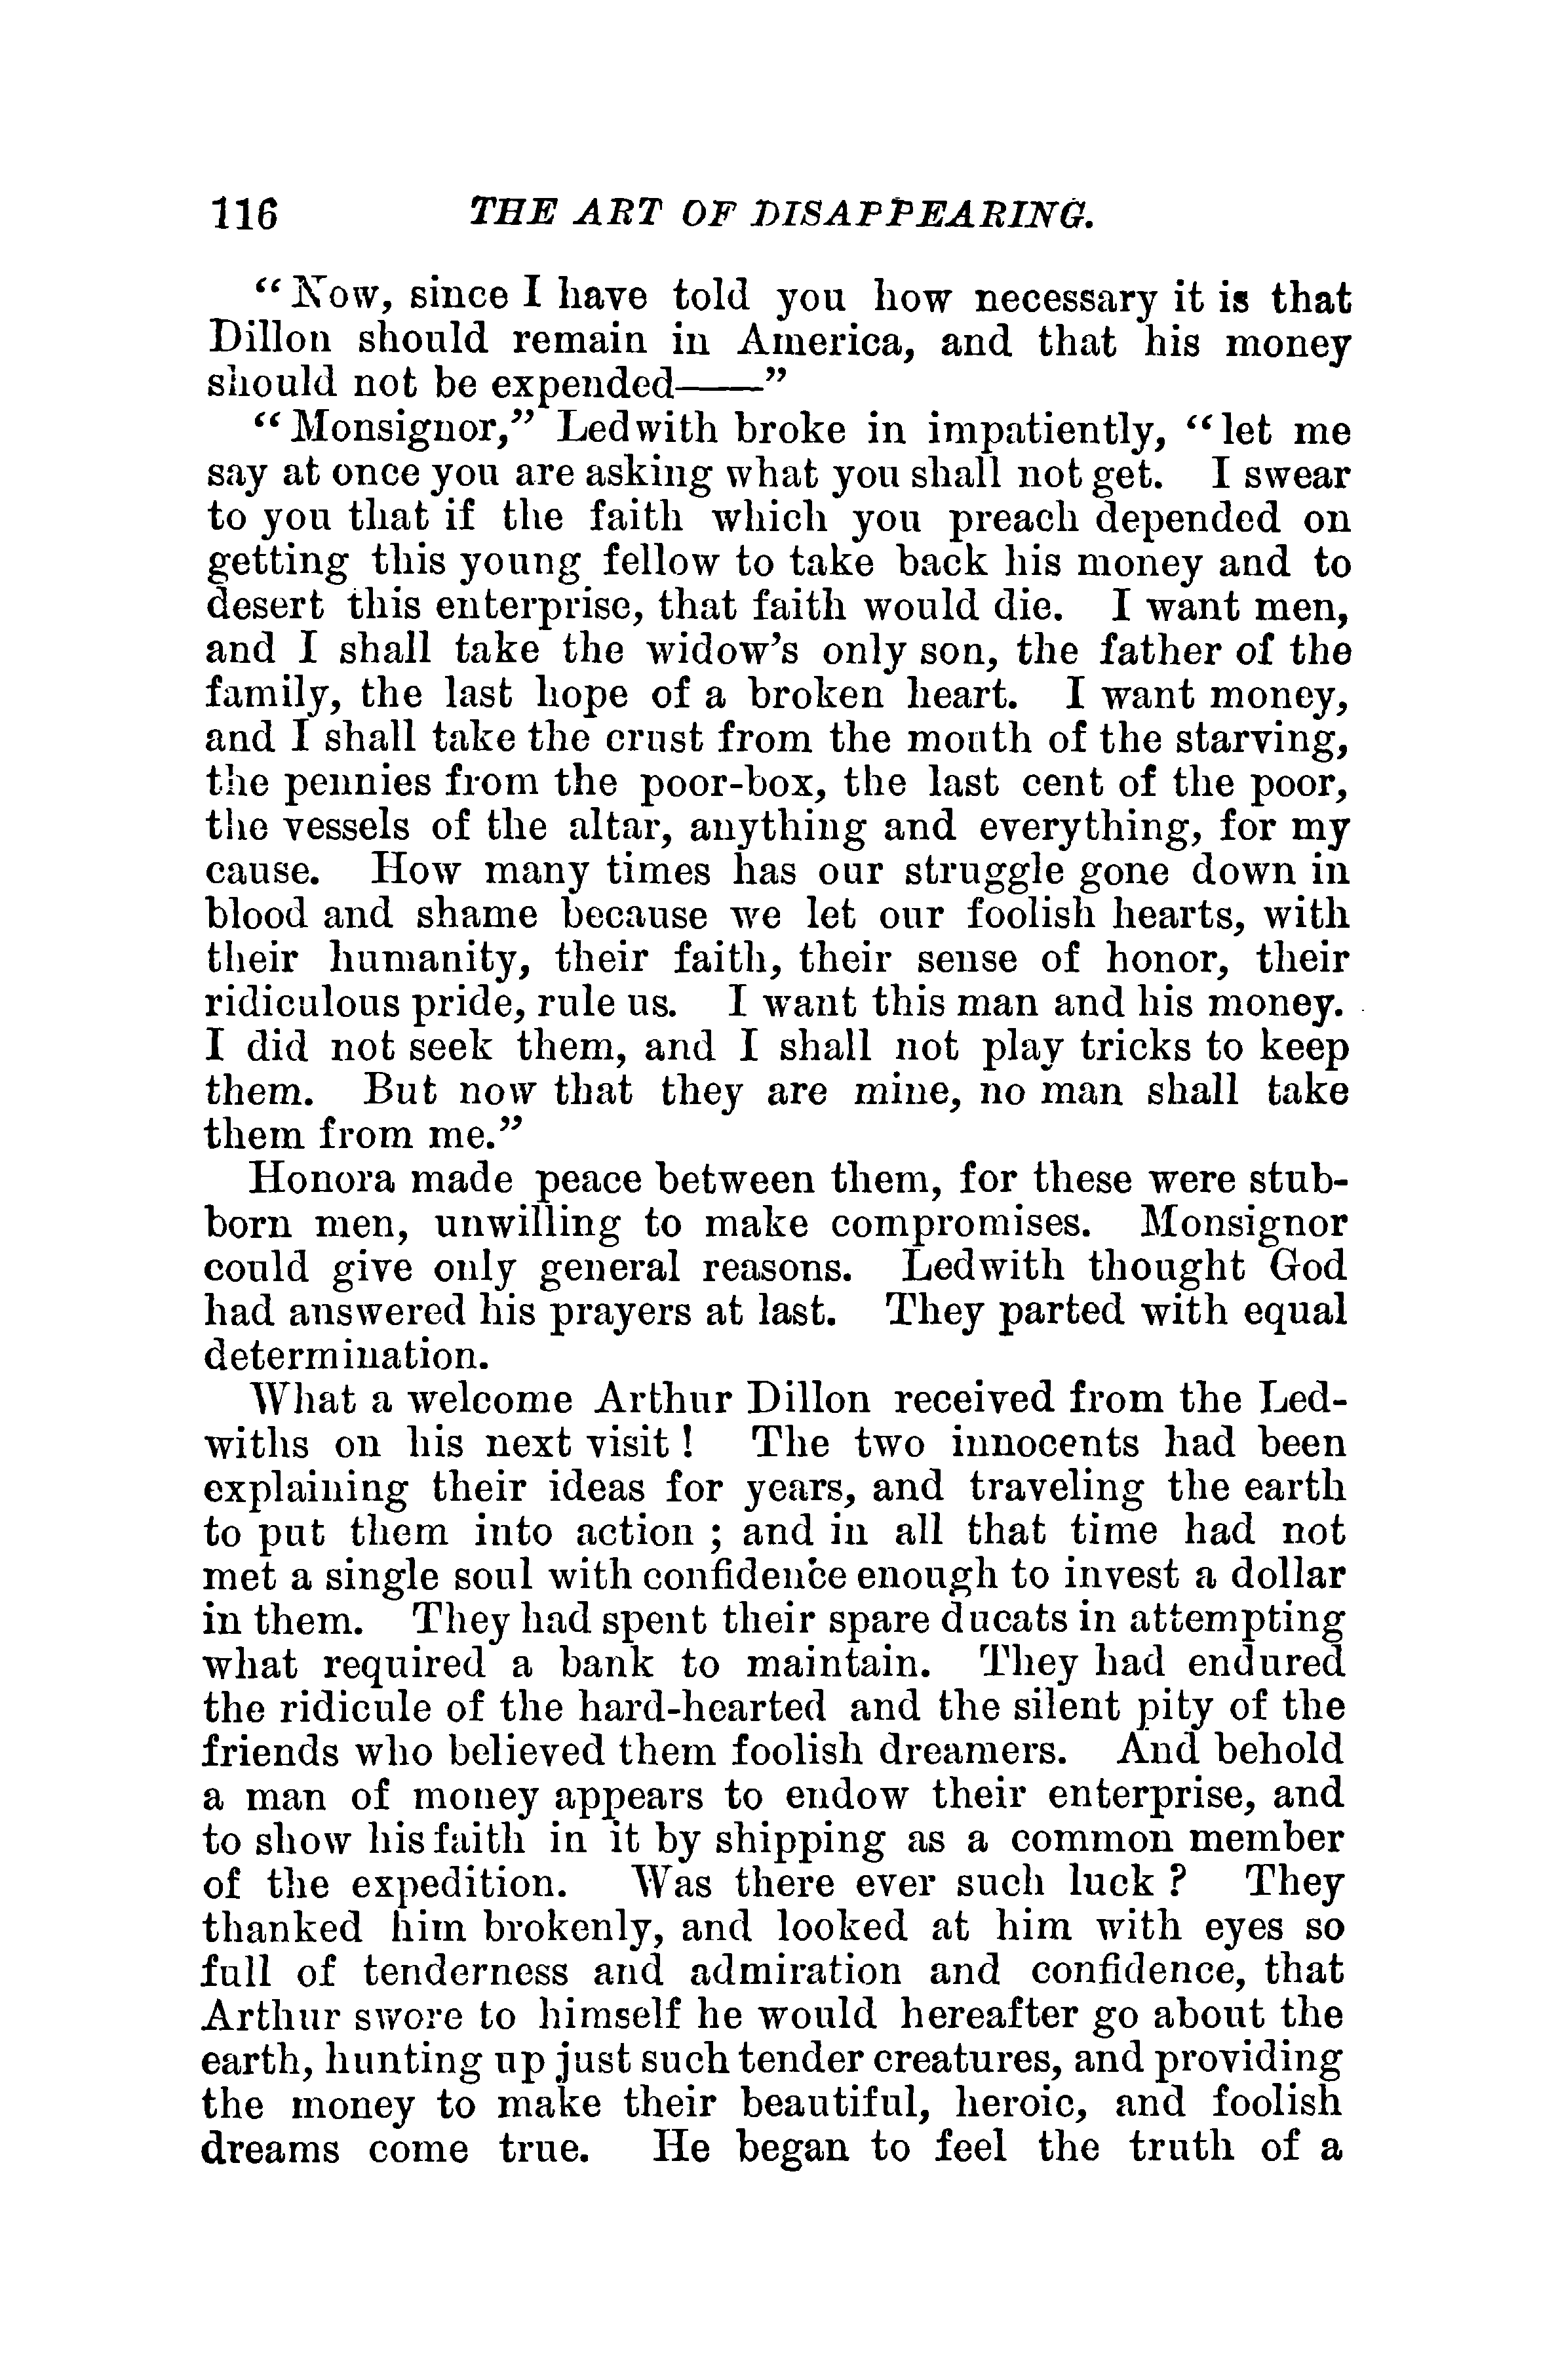 116 THE ART OF DISAPPEARING.
“Now, since I have told you how necessary it is that
Dillon should remain in America, and that his money
should not be expended——”
“Monsignor,” Ledwith broke in impatiently, “let me
say at once you are asking what you shall not get. I swear
to you that if the faith which you preach depended on
getting this young fellow to take back his money and to
desert this enterprise, that faith would die. I want men,
and I shall take the widow’s only son, the father of the
family, the last hope of a broken heart. I want money,
and I shall take the crust from the mouth of the starving,
the pennies from the poor-box, the last cent of the poor,
the vessels of the altar, anything and everything, for my
cause. How many times has our struggle gone down in
blood and shame because we let our foolish hearts, with
their humanity, their faith, their sense of honor, their
ridiculous pride, rule us. I want this man and his money.
I did not seek them, and I shall not play tricks to keep
them. But now that they are mine, no man shall take
them from me.”
Honora made peace between them, for these were stub-
born men, unwilling to make compromises. Monsignor
could give only general reasons. Ledwith thought God
had answered his prayers at last. They parted with equal
determination.
What a welcome Arthur Dillon received from the Led-
withs on his next visit! The two innocents had been
explaining their ideas for years, and traveling the earth
to put them into action; and in all that time had not
met a single soul with confidence enough to invest a dollar
in them. They had spent their spare ducats in attempting
what required a bank to maintain. They had endured
the ridicule of the hard-hearted and the silent pity of the
friends who believed them foolish dreamers. And behold
a man of money appears to endow their enterprise, and
to show his faith in it by shipping as a common member
of the expedition. Was there ever such luck? They
thanked him brokenly, and looked at him with eyes so
full of tenderness and admiration and confidence, that
Arthur swore to himself he would hereafter go about the
earth, hunting up just such tender creatures, and providing
the money to make their beautiful, heroic, and foolish
dreams come true. He began to feel the truth of a